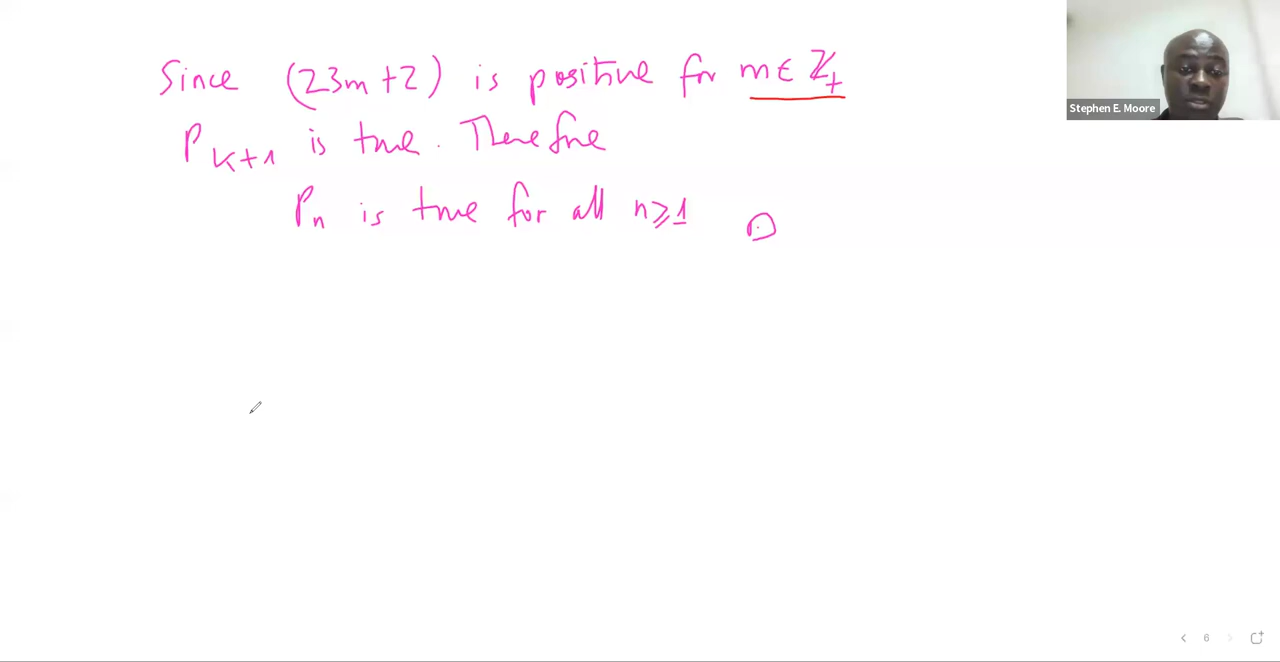 Since (23m+2) is positive for m ∈ ℤ₊
Stephen E. Moore
P_{k+1} is true. Therefore
P_n is true for all n ⩾ 1 □
6